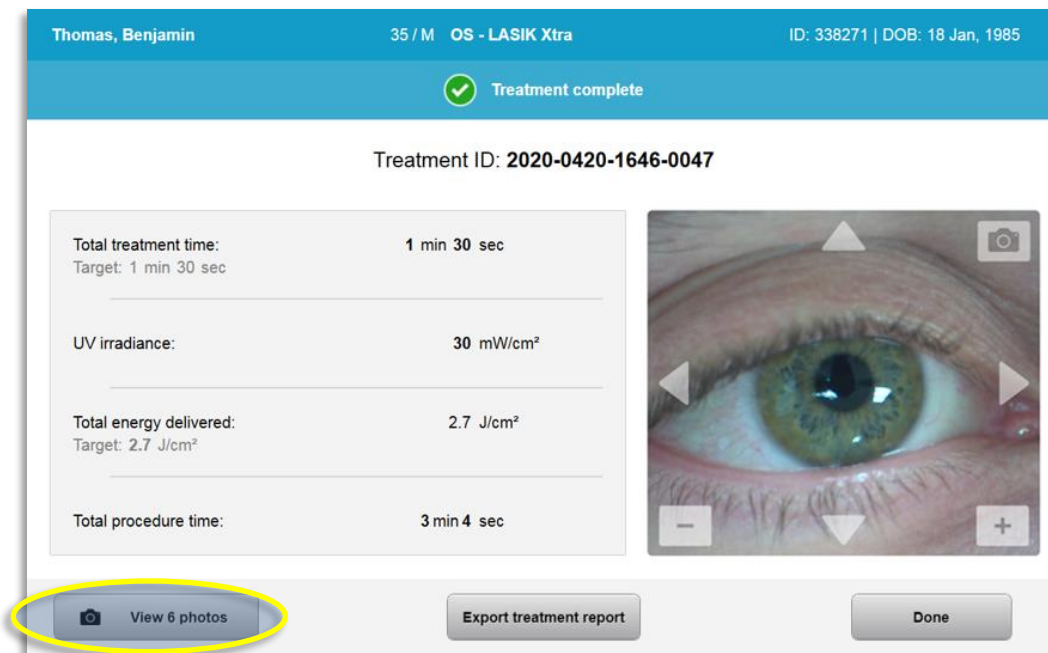 Thomas, Benjamin 35 / M OS - LASIK Xtra ID: 338271 | DOB: 18 Jan, 1985
Treatment complete
Treatment ID: 2020-0420-1646-0047
Total treatment time: 1 min 30 sec
Target: 1 min 30 sec
UV irradiance: 30 mW/cm²
Total energy delivered: 2.7 J/cm²
Target: 2.7 J/cm²
Total procedure time: 3 min 4 sec
− +
View 6 photos Export treatment report Done